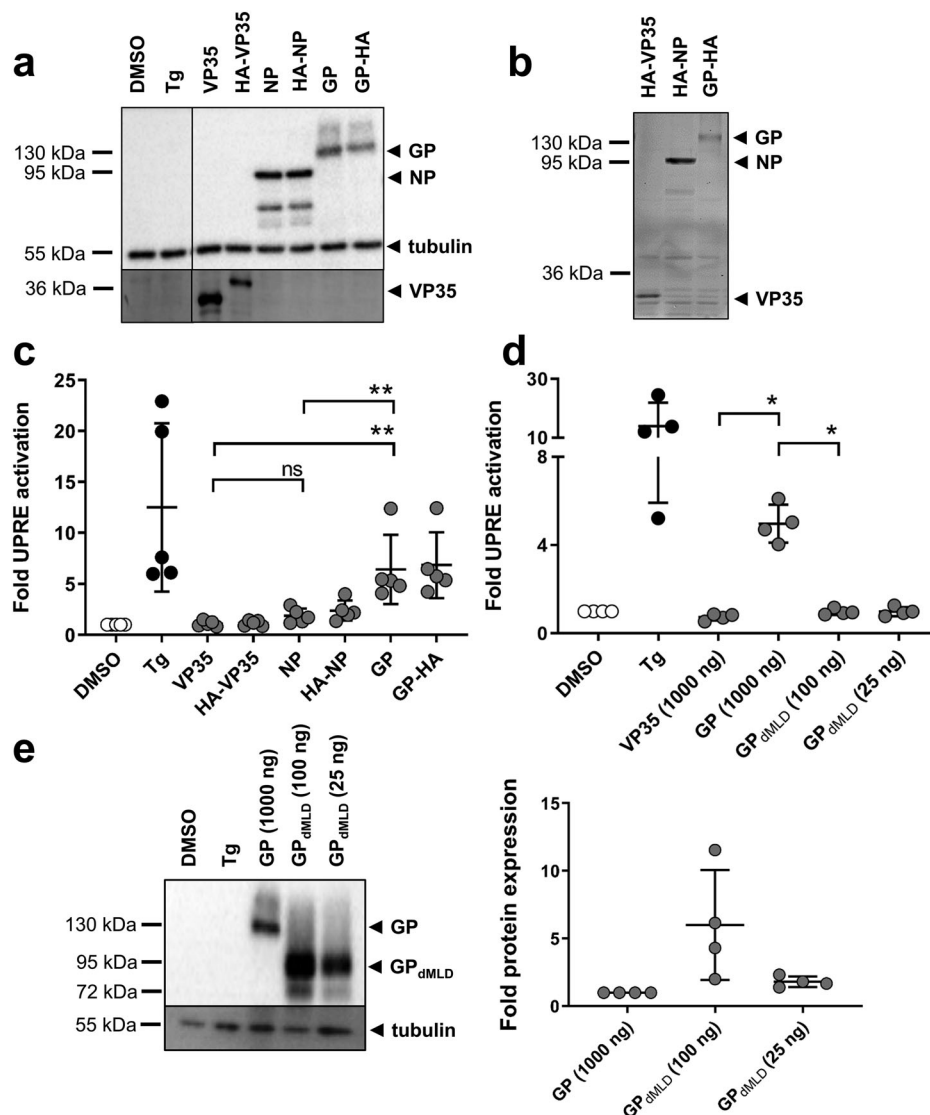 a
DMSO
Tg
VP35
HA-VP35
NP
HA-NP
GP
GP-HA
130 kDa
95 kDa
55 kDa
36 kDa
GP
NP
tubulin
VP35
b
HA-VP35
HA-NP
GP-HA
130 kDa
95 kDa
36 kDa
GP
NP
VP35
c
Fold UPRE activation
25
20
15
10
5
0
**
**
ns
DMSO
Tg
VP35
HA-VP35
NP
HA-NP
GP
GP-HA
d
Fold UPRE activation
30
10
8
4
0
*
*
DMSO
Tg
VP35 (1000 ng)
GP (1000 ng)
GPdMLD (100 ng)
GPdMLD (25 ng)
e
DMSO
Tg
GP (1000 ng)
GPdMLD (100 ng)
GPdMLD (25 ng)
130 kDa
95 kDa
72 kDa
55 kDa
GP
GPdMLD
tubulin
Fold protein expression
15
10
5
0
GP (1000 ng)
GPdMLD (100 ng)
GPdMLD (25 ng)